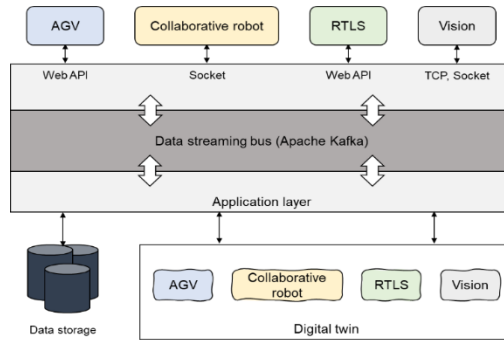 AGV
Collaborative robot
RTLS
Vision
Web API
Socket
Web API
TCP, Socket
Data streaming bus (Apache Kafka)
Application layer
AGV
Collaborative
robot
RTLS
Vision
Data storage
Digital twin